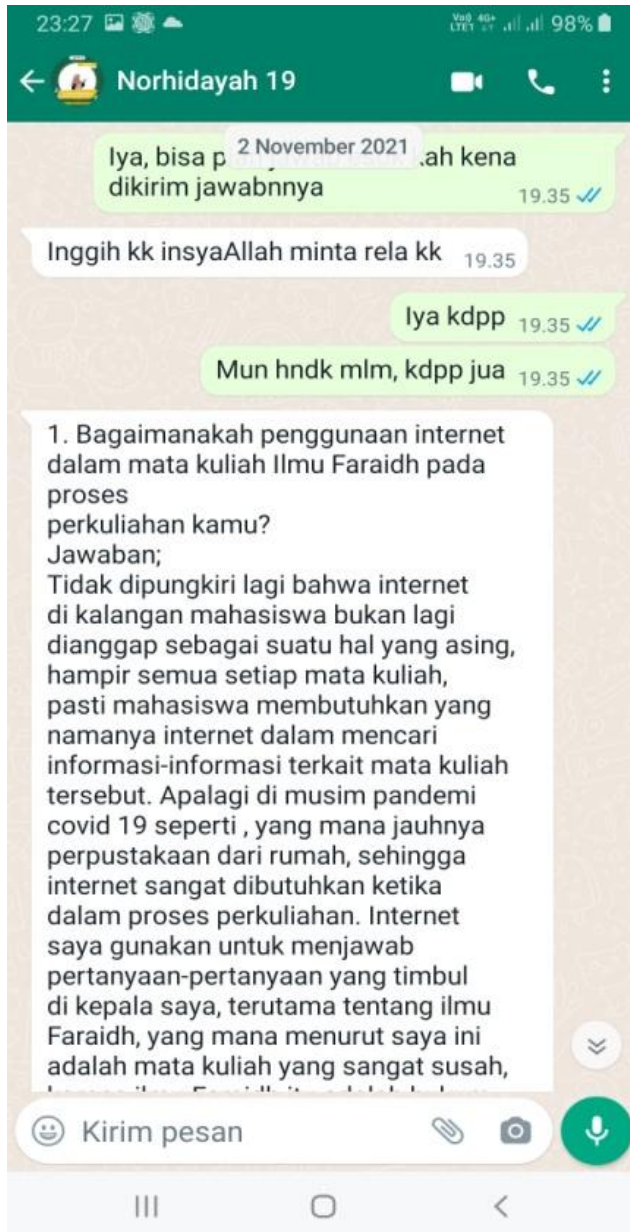 23:27 98%
Norhidayah 19
2 November 2021
Iya, bisa kah kena
dikirim jawabnnya 19.35
Inggih kk insyaAllah minta rela kk 19.35
Iya kdpp 19.35
Mun hndk mlm, kdpp jua 19.35
1. Bagaimanakah penggunaan internet
dalam mata kuliah Ilmu Faraidh pada
proses
perkuliahan kamu?
Jawaban;
Tidak dipungkiri lagi bahwa internet
di kalangan mahasiswa bukan lagi
dianggap sebagai suatu hal yang asing,
hampir semua setiap mata kuliah,
pasti mahasiswa membutuhkan yang
namanya internet dalam mencari
informasi-informasi terkait mata kuliah
tersebut. Apalagi di musim pandemi
covid 19 seperti , yang mana jauhnya
perpustakaan dari rumah, sehingga
internet sangat dibutuhkan ketika
dalam proses perkuliahan. Internet
saya gunakan untuk menjawab
pertanyaan-pertanyaan yang timbul
di kepala saya, terutama tentang ilmu
Faraidh, yang mana menurut saya ini
adalah mata kuliah yang sangat susah,
Kirim pesan